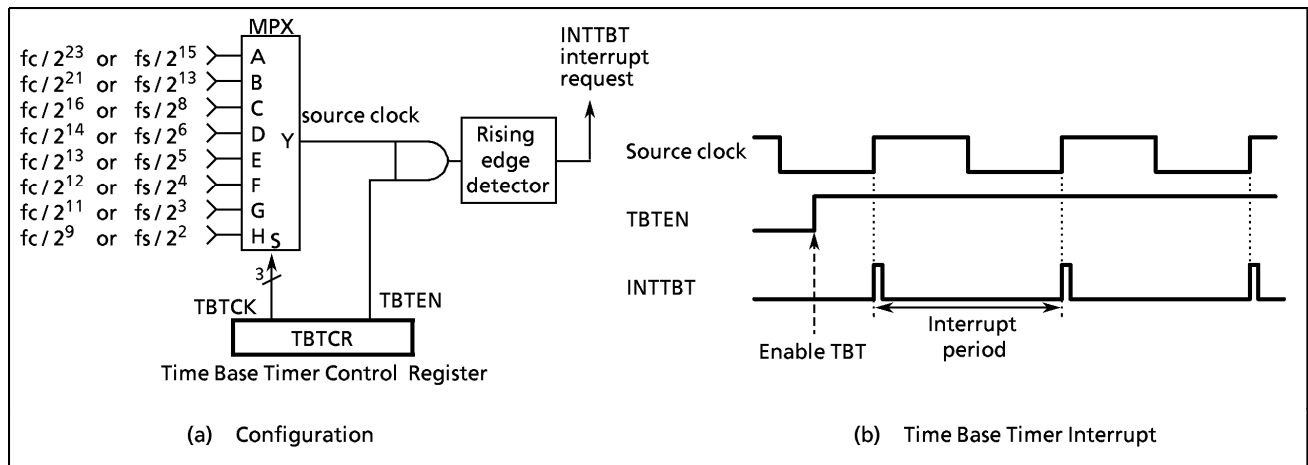 MPX
fc/2^23 or fs/2^15 A
fc/2^21 or fs/2^13 B
fc/2^16 or fs/2^8 C
fc/2^14 or fs/2^6 D
fc/2^13 or fs/2^5 E
fc/2^12 or fs/2^4 F
fc/2^11 or fs/2^3 G
fc/2^9 or fs/2^2 H
Y
S
source clock
Rising
edge
detector
INTTBT
interrupt
request
3
TBTCK
TBTEN
TBTCR
Time Base Timer Control Register
(a) Configuration
Source clock
TBTEN
INTTBT
Enable TBT
Interrupt
period
(b) Time Base Timer Interrupt